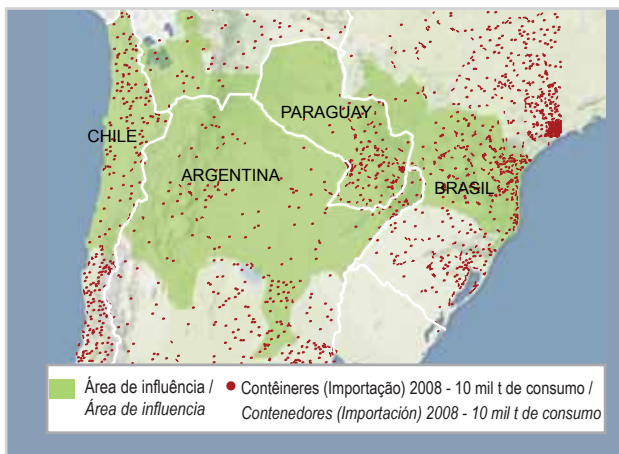 PARAGUAY
CHILE
ARGENTINA
BRASIL
Área de influência /
Área de influencia
Contêineres (Importação) 2008 - 10 mil t de consumo /
Contenedores (Importación) 2008 - 10 mil t de consumo